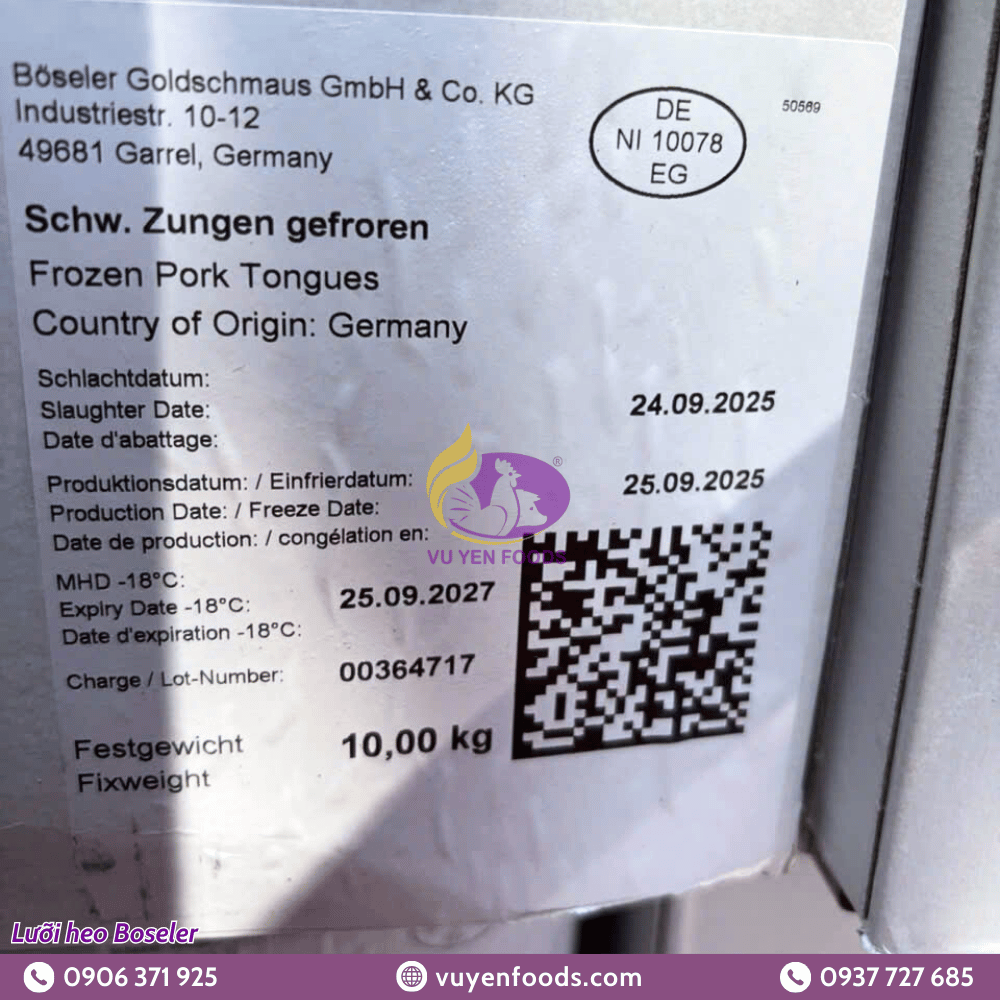 Böseler Goldschmaus GmbH & Co. KG
Industriestr. 10-12
49681 Garrel, Germany
DE
NI 10078
EG
50569
Schw. Zungen gefroren
Frozen Pork Tongues
Country of Origin: Germany
Schlachtdatum:
Slaughter Date: 24.09.2025
Date d'abattage:
Produktionsdatum: / Einfrierdatum: 25.09.2025
Production Date: / Freeze Date:
Date de production: / congélation en:
®
VU YEN FOODS
MHD -18°C:
Expiry Date -18°C: 25.09.2027
Date d'expiration -18°C:
Charge / Lot-Number: 00364717
Festgewicht 10,00 kg
Fixweight
Lưỡi heo Boseler
0906 371 925 vuyenfoods.com 0937 727 685